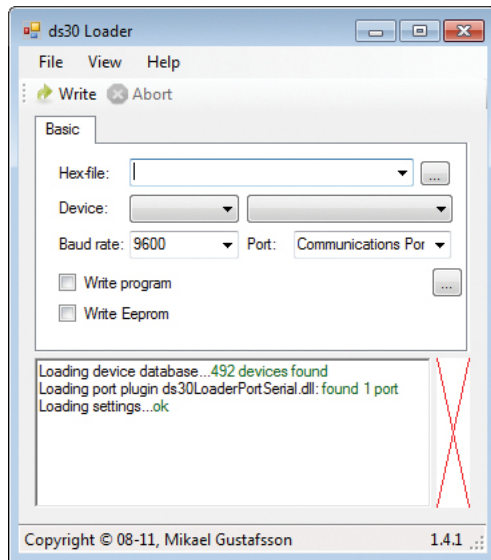 ds30 Loader
File View Help
Write Abort
Basic
Hex-file: ...
Device:
Baud rate: 9600 Port: Communications Por
Write program ...
Write Eeprom
Loading device database...492 devices found
Loading port plugin ds30LoaderPortSerial.dll: found 1 port
Loading settings...ok
Copyright © 08-11, Mikael Gustafsson 1.4.1